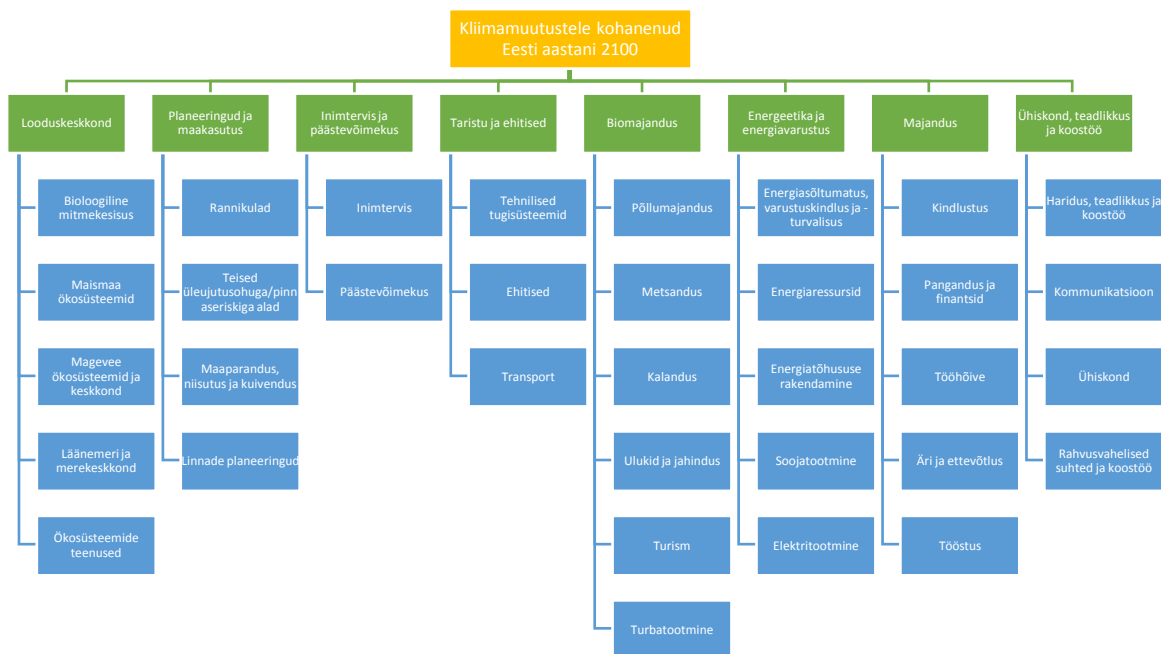 Kliimamuutustele kohanenud
Eesti aastani 2100
Looduskeskkond
Bioloogiline
mitmekesisus
Maismaa
ökosüsteemid
Magevee
ökosüsteemid ja
keskkond
Läänemeri ja
merekeskkond
Ökosüsteemide
teenused
Planeeringud ja
maakasutus
Rannikulad
Teised
üleujutusohuga/pinn
aseriskiga alad
Maaparandus,
niisutus ja kuivendus
Linnade planeeringud
Inimtervis ja
päästevõimekus
Inimtervis
Päästevõimekus
Taristu ja ehitised
Tehnilised
tugisüsteemid
Ehitised
Transport
Biomajandus
Põllumajandus
Metsandus
Kalandus
Ulukid ja jahindus
Turism
Turbatootmine
Energeetika ja
energiavarustus
Energiasõltumatus,
varustuskindlus ja -
turvalisus
Energiaressursid
Energiatõhususe
rakendamine
Soojatootmine
Elektritootmine
Majandus
Kindlustus
Pangandus ja
finantsid
Tööhõive
Äri ja ettevõtlus
Tööstus
Ühiskond, teadlikkus
ja koostöö
Haridus, teadlikkus ja
koostöö
Kommunikatsioon
Ühiskond
Rahvusvahelised
suhted ja koostöö